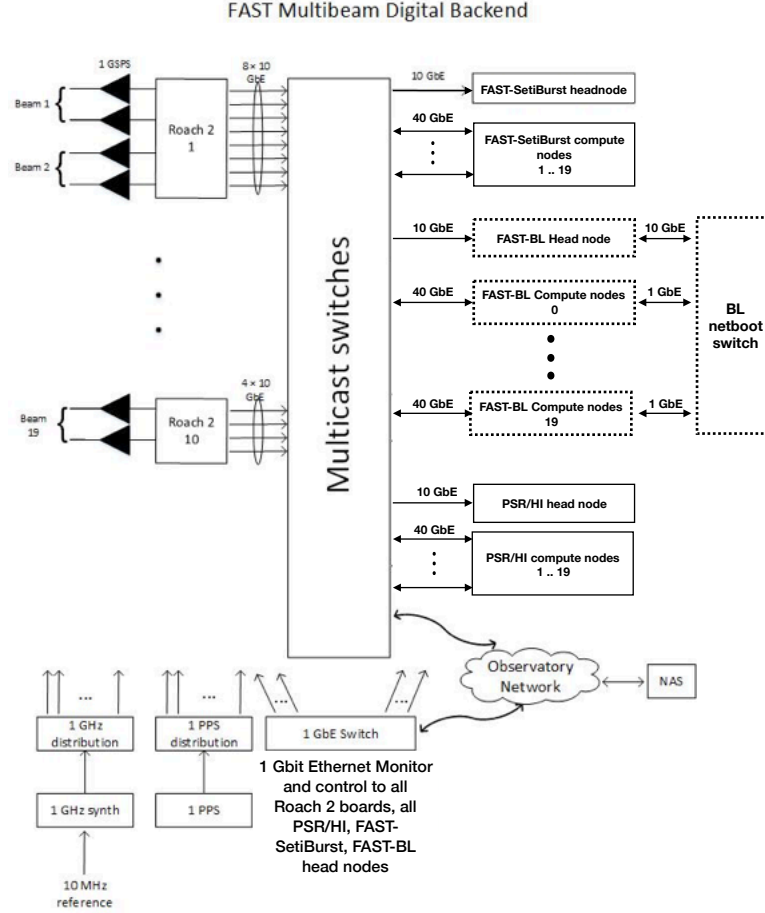 FAST Multibeam Digital Backend
1 GSPS
8 × 10
GbE
Beam 1
Beam 2
Roach 2
1
10 GbE
FAST-SetiBurst headnode
40 GbE
FAST-SetiBurst compute
nodes
1 .. 19
10 GbE
FAST-BL Head node
10 GbE
40 GbE
FAST-BL Compute nodes
0
1 GbE
BL
netboot
switch
Multicast switches
4 × 10
GbE
Beam
19
Roach 2
10
40 GbE
FAST-BL Compute nodes
19
1 GbE
10 GbE
PSR/HI head node
40 GbE
PSR/HI compute nodes
1 .. 19
Observatory
Network
NAS
...
...
...
...
1 GHz
distribution
1 PPS
distribution
1 GbE Switch
1 GHz synth
1 PPS
1 Gbit Ethernet Monitor
and control to all
Roach 2 boards, all
PSR/HI, FAST-
SetiBurst, FAST-BL
head nodes
10 MHz
reference